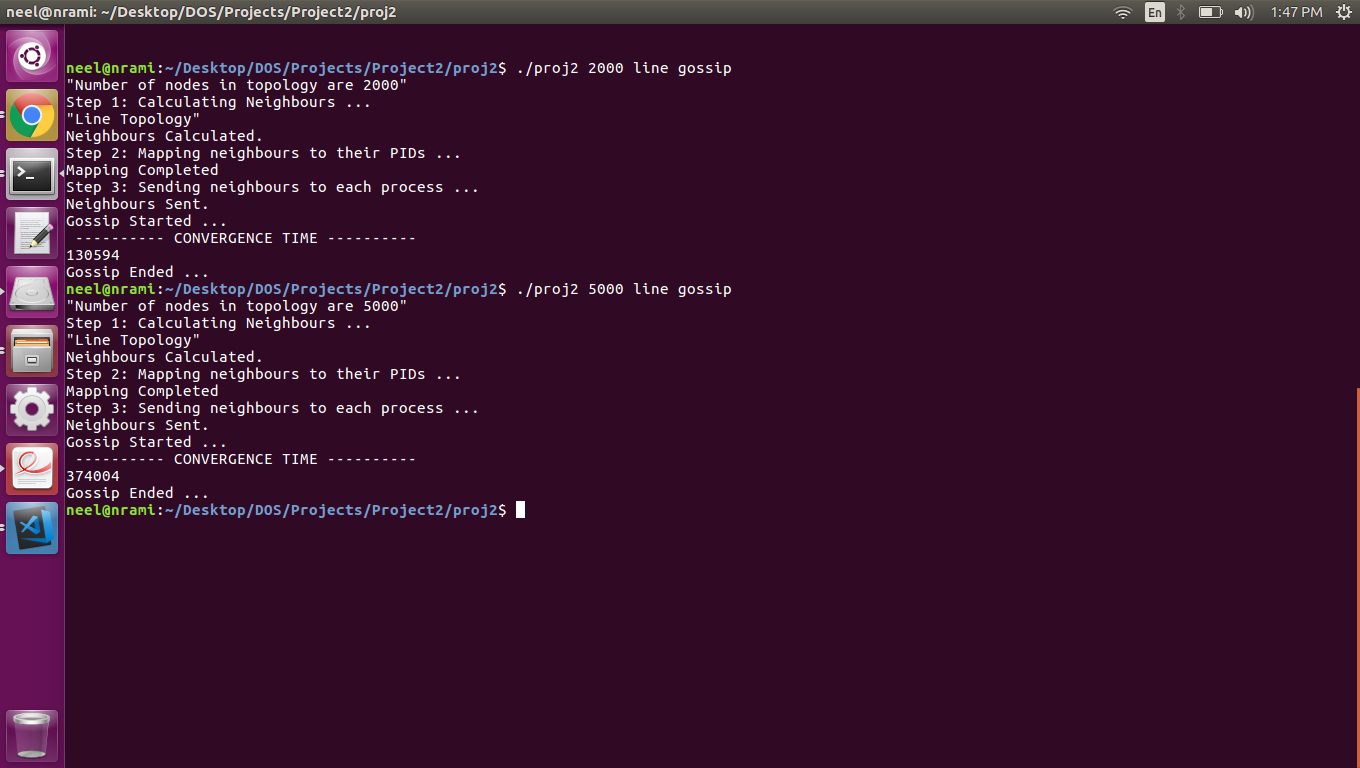 neel@nrami: ~/Desktop/DOS/Projects/Project2/proj2
En
1:47 PM
neel@nrami:~/Desktop/DOS/Projects/Project2/proj2$ ./proj2 2000 line gossip
"Number of nodes in topology are 2000"
Step 1: Calculating Neighbours ...
"Line Topology"
Neighbours Calculated.
Step 2: Mapping neighbours to their PIDs ...
Mapping Completed
Step 3: Sending neighbours to each process ...
Neighbours Sent.
Gossip Started ...
---------- CONVERGENCE TIME ----------
130594
Gossip Ended ...
neel@nrami:~/Desktop/DOS/Projects/Project2/proj2$ ./proj2 5000 line gossip
"Number of nodes in topology are 5000"
Step 1: Calculating Neighbours ...
"Line Topology"
Neighbours Calculated.
Step 2: Mapping neighbours to their PIDs ...
Mapping Completed
Step 3: Sending neighbours to each process ...
Neighbours Sent.
Gossip Started ...
---------- CONVERGENCE TIME ----------
374004
Gossip Ended ...
neel@nrami:~/Desktop/DOS/Projects/Project2/proj2$